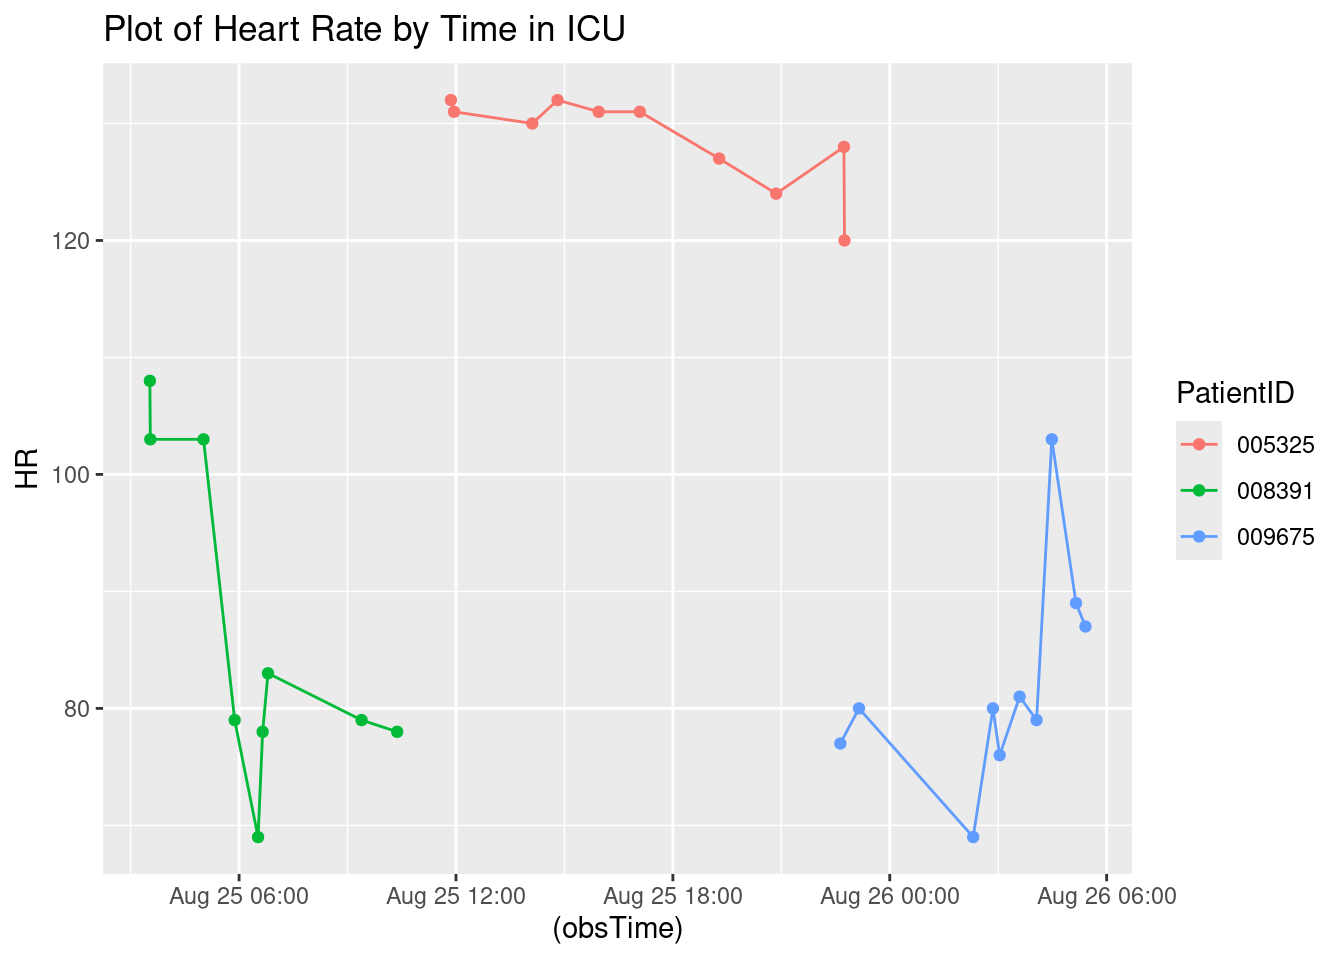 Plot of Heart Rate by Time in ICU
HR
120
100
80
Aug 25 06:00
Aug 25 12:00
Aug 25 18:00
Aug 26 00:00
Aug 26 06:00
(obsTime)
PatientID
005325
008391
009675